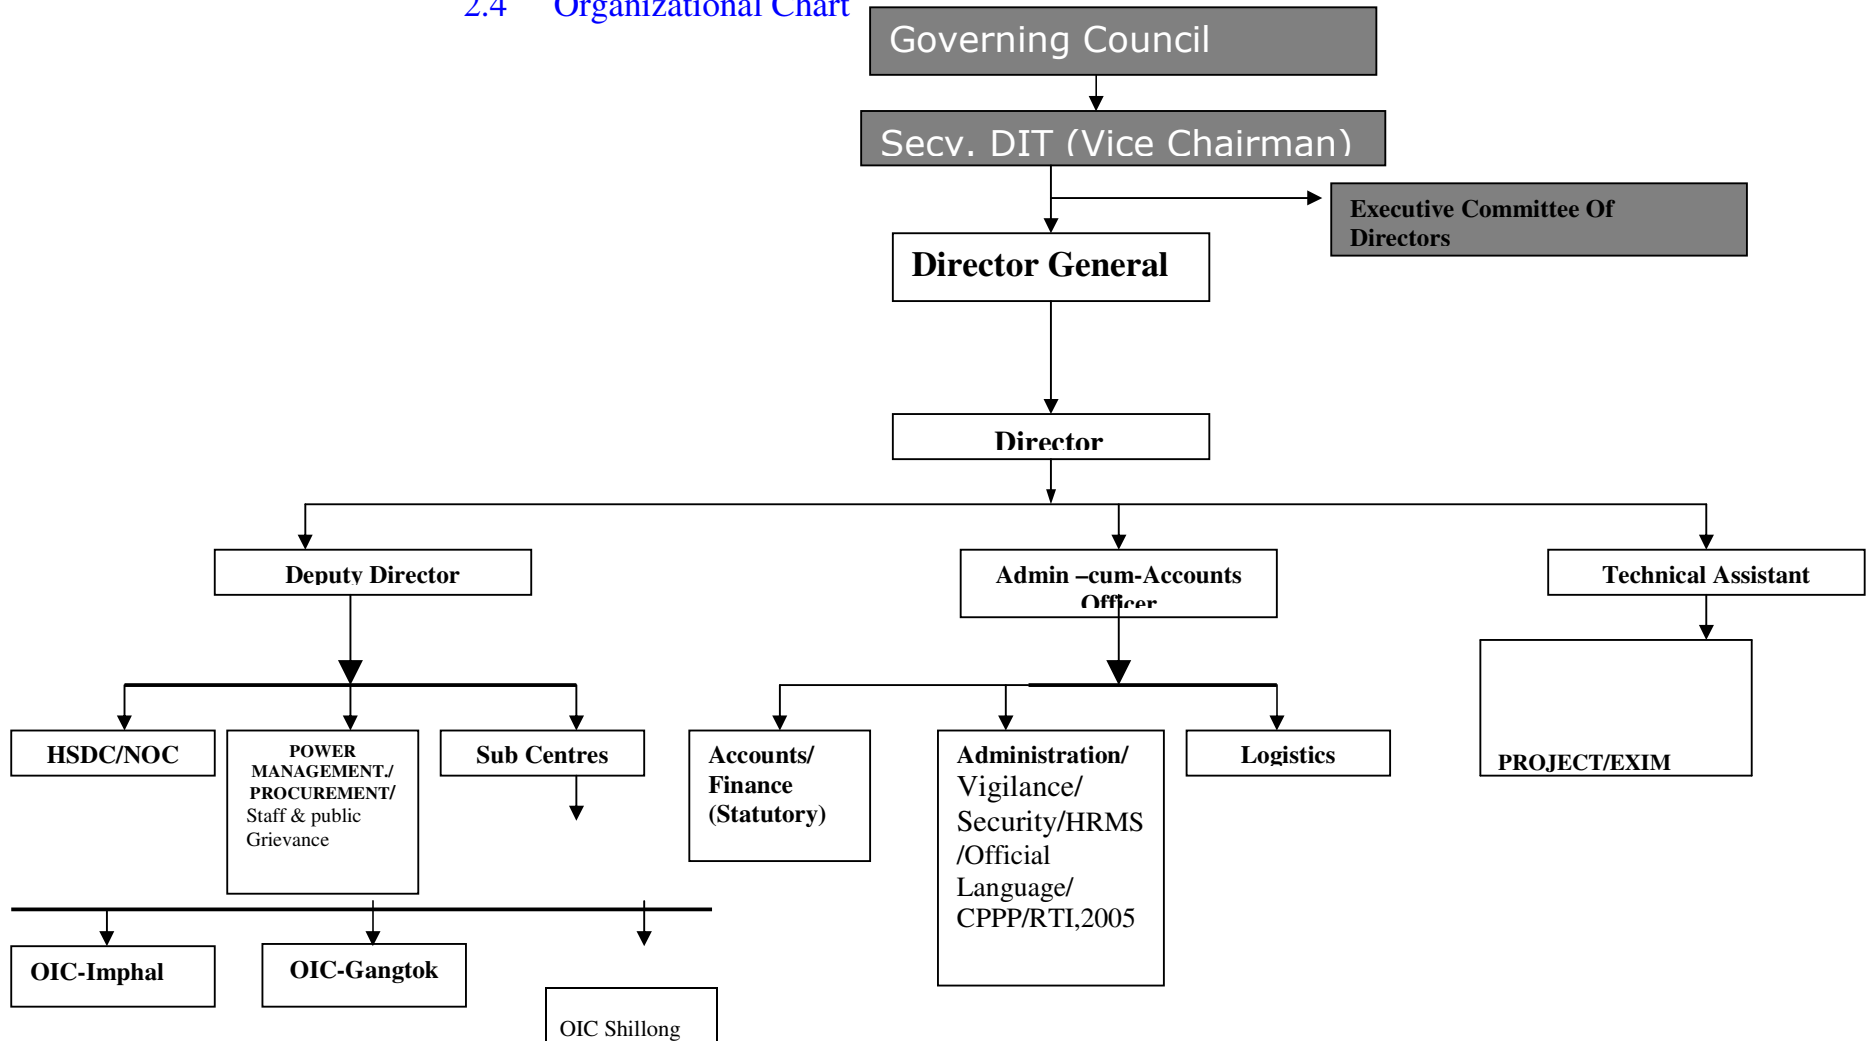 2.4 Organizational Chart
Governing Council
Secy. DIT (Vice Chairman)
Executive Committee Of
Directors
Director General
Director
Deputy Director
Admin –cum-Accounts
Officer
Technical Assistant
HSDC/NOC
POWER
MANAGEMENT./
PROCUREMENT/
Staff & public
Grievance
Sub Centres
Accounts/
Finance
(Statutory)
Administration/
Vigilance/
Security/HRMS
/Official
Language/
CPPP/RTI,2005
Logistics
PROJECT/EXIM
OIC-Imphal
OIC-Gangtok
OIC Shillong